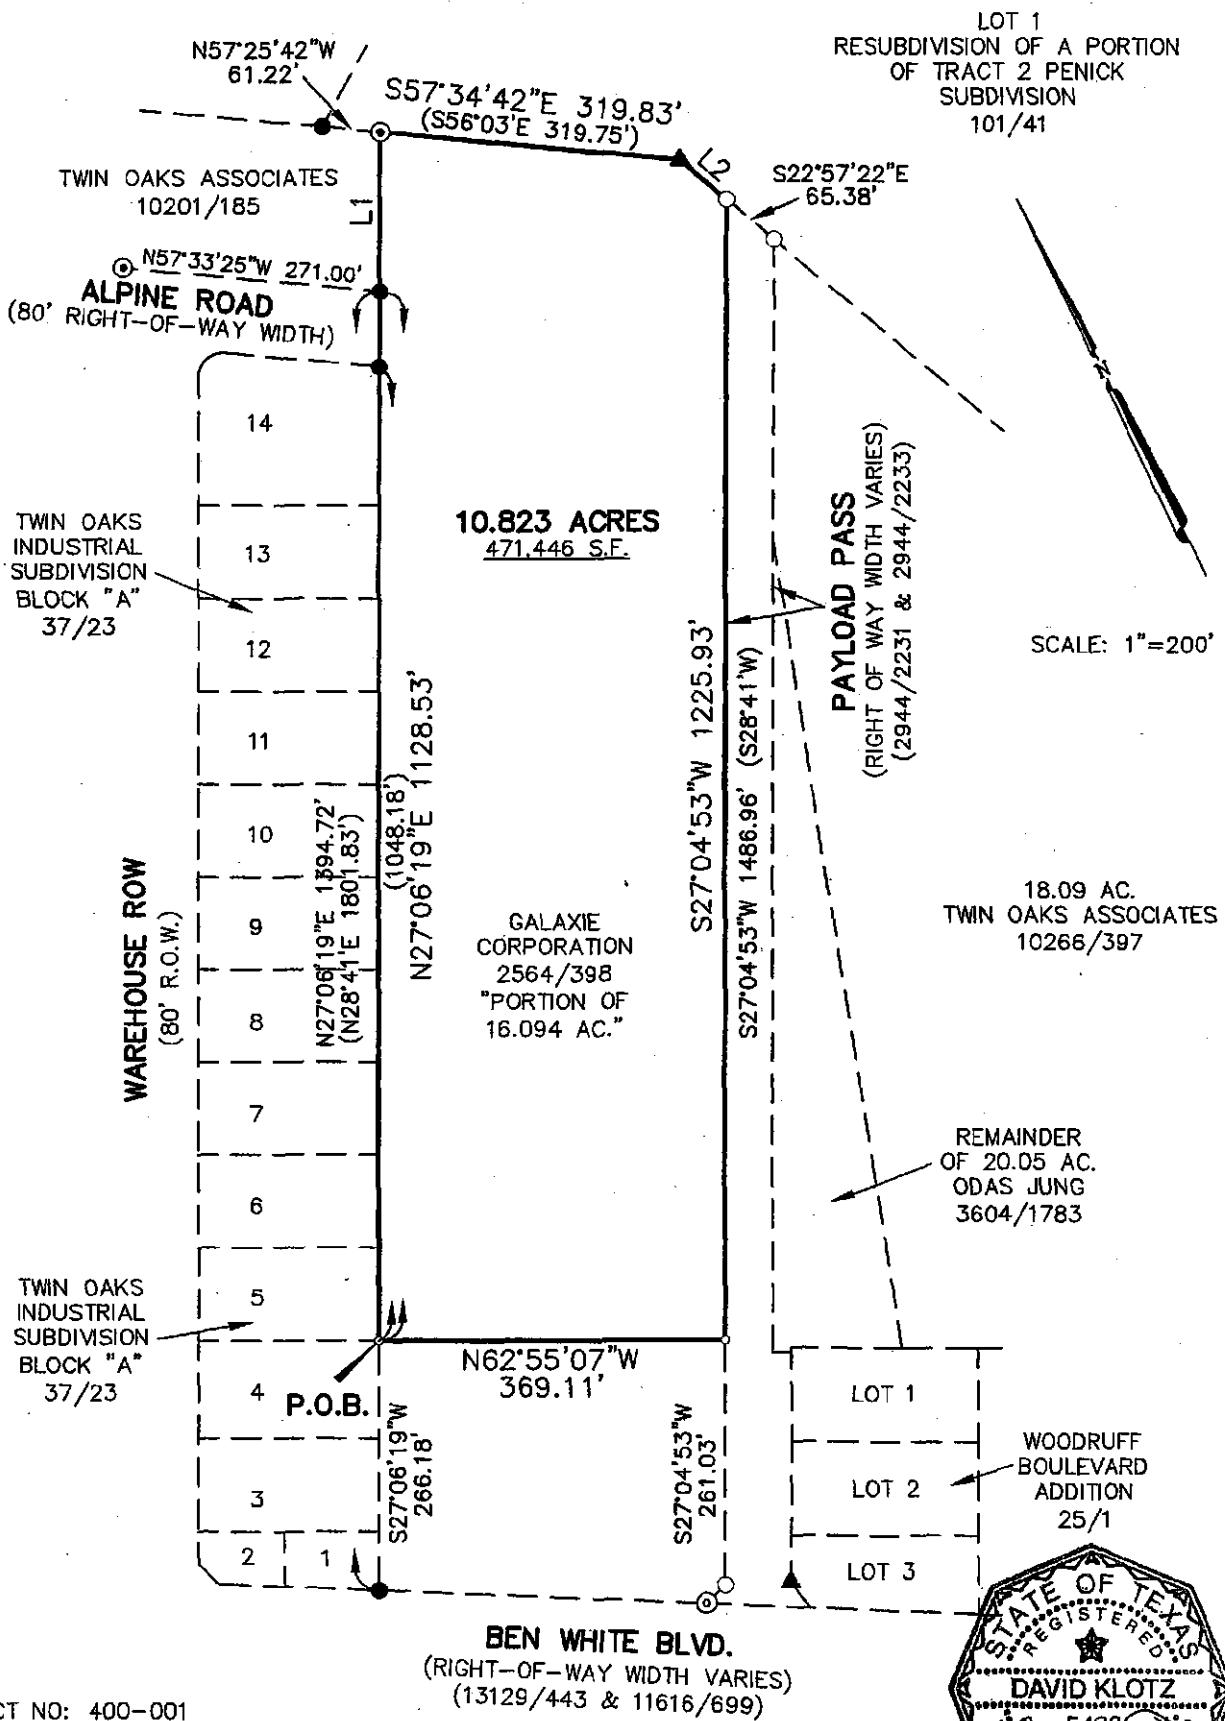 LOT 1
RESUBDIVISION OF A PORTION
OF TRACT 2 PENICK
SUBDIVISION
101/41
N57°25'42"W
61.22'
S57°34'42"E 319.83'
(S56°03'E 319.75')
L2
S22°57'22"E
65.38'
TWIN OAKS ASSOCIATES
10201/185
L1
N57°33'25"W 271.00'
ALPINE ROAD
(80' RIGHT-OF-WAY WIDTH)
N
SCALE: 1"=200'
14
13
12
11
10
9
8
7
6
5
4
3
2
1
TWIN OAKS
INDUSTRIAL
SUBDIVISION
BLOCK "A"
37/23
10.823 ACRES
471,446 S.F.
PAYLOAD PASS
(RIGHT OF WAY WIDTH VARIES)
(2944/2231 & 2944/2233)
WAREHOUSE ROW
(80' R.O.W.)
N27°06'19"E 1394.72'
(N28°41'E 1801.83')
(1048.18')
N27°06'19"E 1128.53'
S27°04'53"W 1225.93'
S27°04'53"W 1486.96' (S28°41'W)
GALAXIE
CORPORATION
2564/398
"PORTION OF
16.094 AC."
18.09 AC.
TWIN OAKS ASSOCIATES
10266/397
REMAINDER
OF 20.05 AC.
ODAS JUNG
3604/1783
TWIN OAKS
INDUSTRIAL
SUBDIVISION
BLOCK "A"
37/23
P.O.B.
N62°55'07"W
369.11'
S27°06'19"W
266.18'
S27°04'53"W
261.03'
LOT 1
LOT 2
LOT 3
WOODRUFF
BOULEVARD
ADDITION
25/1
BEN WHITE BLVD.
(RIGHT-OF-WAY WIDTH VARIES)
(13129/443 & 11616/699)
STATE OF TEXAS
REGISTERED
DAVID KLOTZ
CT NO: 400-001